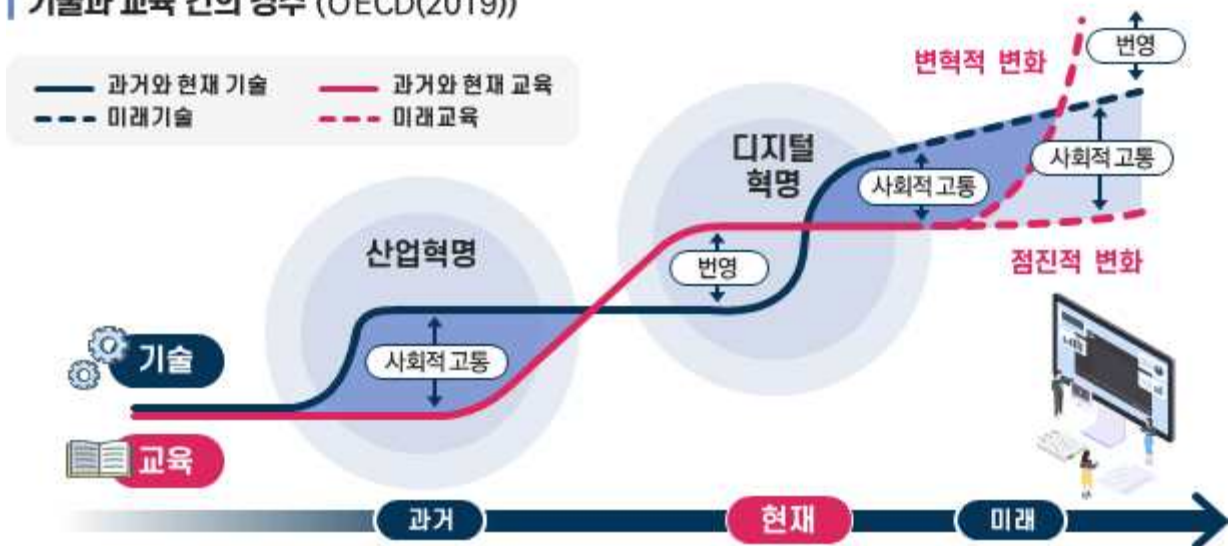 기술과 교육 간의 경주 (OECD(2019))
과거와 현재 기술
과거와 현재 교육
미래기술
미래교육
변혁적 변화
번영
디지털
혁명
사회적 고통
사회적 고통
산업혁명
번영
점진적 변화
기술
사회적 고통
교육
과거
현재
미래